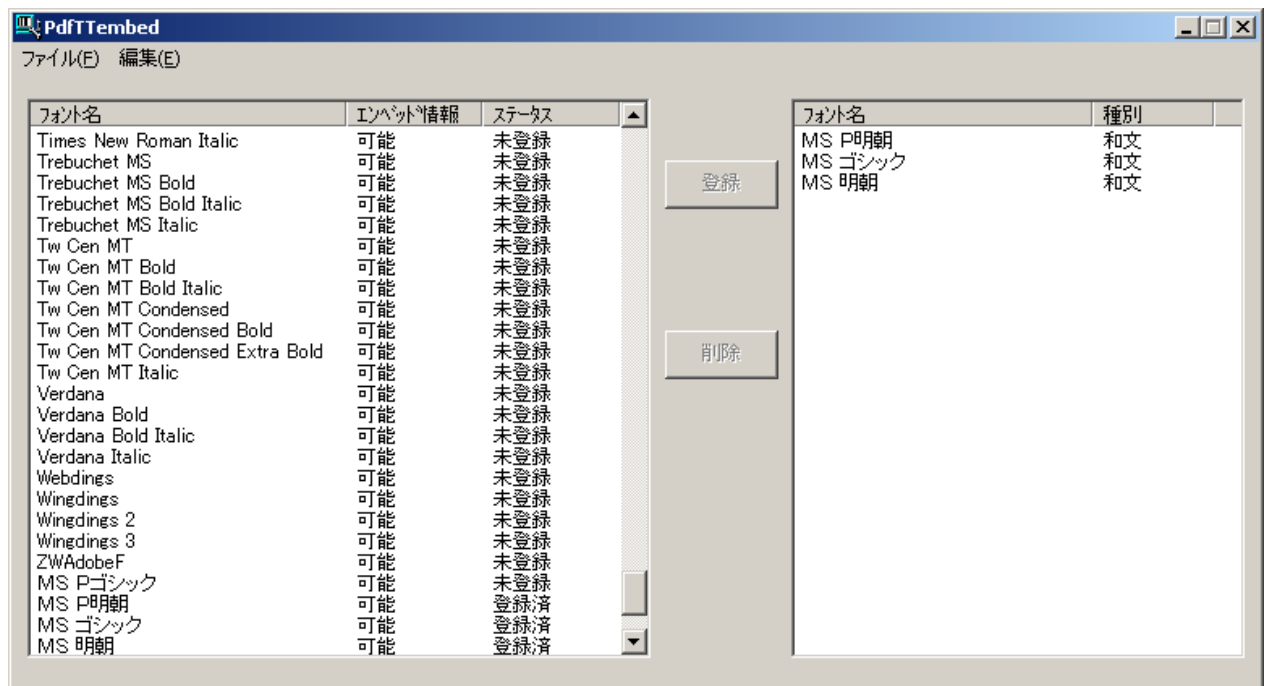 PdfTTembed
ファイル(F) 編集(E)
フォント名 エンベッド情報 ステータス
Times New Roman Italic 可能 未登録
Trebuchet MS 可能 未登録
Trebuchet MS Bold 可能 未登録
Trebuchet MS Bold Italic 可能 未登録
Trebuchet MS Italic 可能 未登録
Tw Cen MT 可能 未登録
Tw Cen MT Bold 可能 未登録
Tw Cen MT Bold Italic 可能 未登録
Tw Cen MT Condensed 可能 未登録
Tw Cen MT Condensed Bold 可能 未登録
Tw Cen MT Condensed Extra Bold 可能 未登録
Tw Cen MT Italic 可能 未登録
Verdana 可能 未登録
Verdana Bold 可能 未登録
Verdana Bold Italic 可能 未登録
Verdana Italic 可能 未登録
Webdings 可能 未登録
Wingdings 可能 未登録
Wingdings 2 可能 未登録
Wingdings 3 可能 未登録
ZWAdobeF 可能 未登録
MS Pゴシック 可能 未登録
MS P明朝 可能 登録済
MS ゴシック 可能 登録済
MS 明朝 可能 登録済
登録
削除
フォント名 種別
MS P明朝 和文
MS ゴシック 和文
MS 明朝 和文